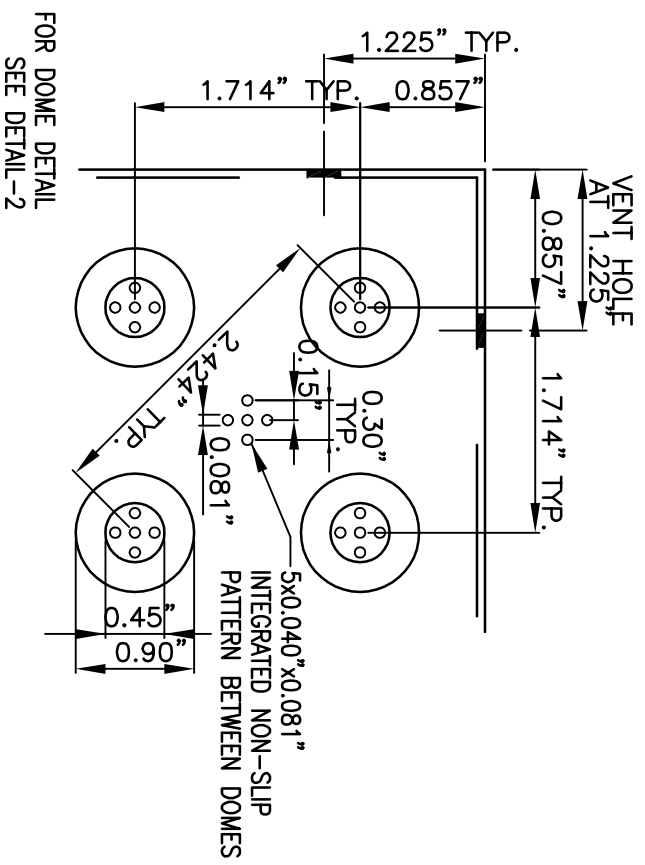 1.225" TYP.
1.714" TYP.
0.857"
VENT HOLE
AT 1.225"
0.857"
1.714" TYP.
FOR DOME DETAIL
SEE DETAIL-2
2.424" TYP.
0.15"
0.30"
TYP.
0.081"
5x0.040"x0.081"
INTEGRATED NON-SLIP
PATTERN BETWEEN DOMES
0.45"
0.90"